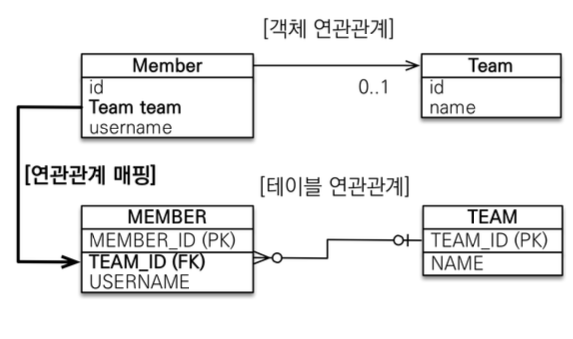 [객체 연관관계]
Member
Team
id
Team team
username
0..1
id
name
[연관관계 매핑]
[테이블 연관관계]
MEMBER
TEAM
MEMBER_ID (PK)
TEAM_ID (FK)
USERNAME
TEAM_ID (PK)
NAME